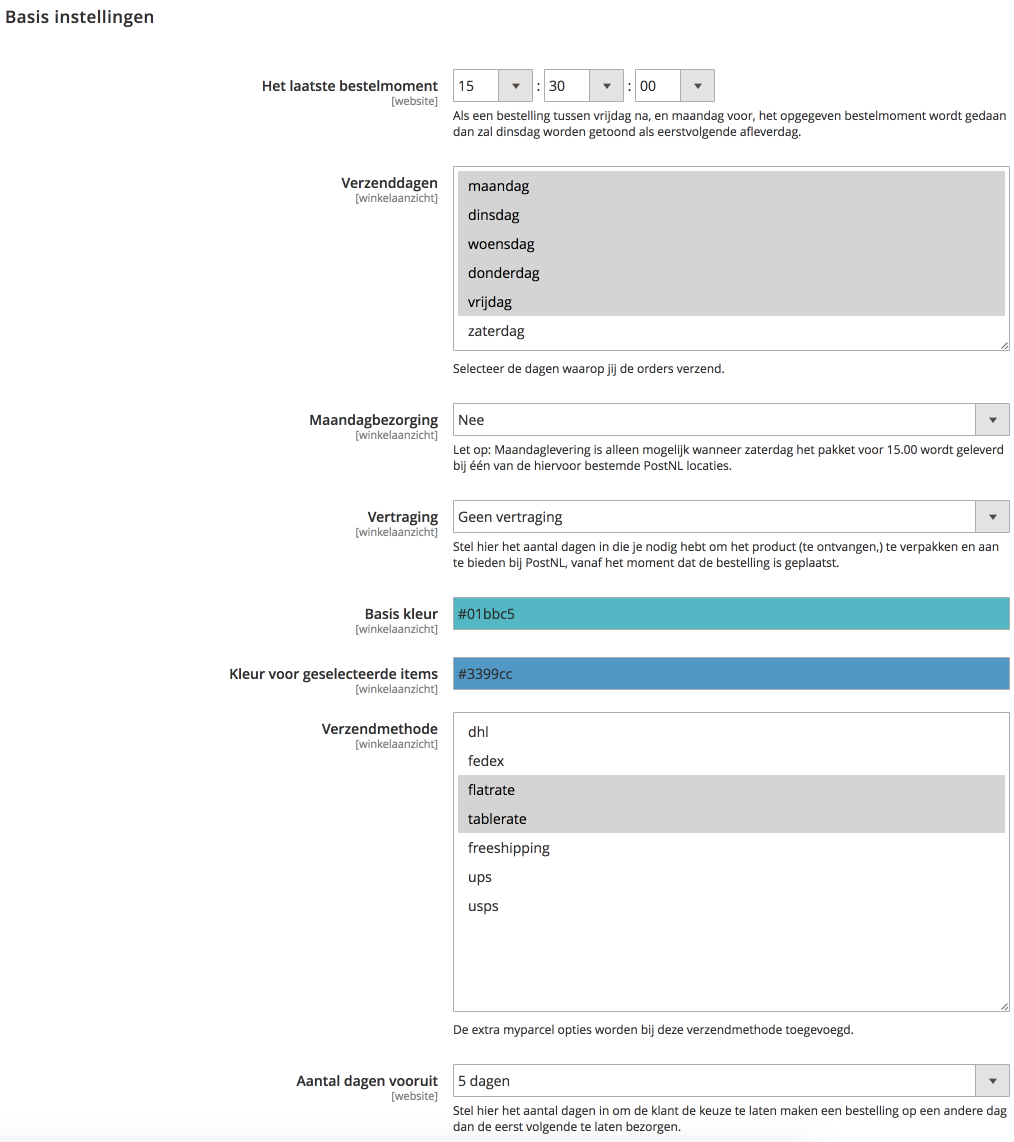 Basis instellingen
Het laatste bestelmoment
[website]
15 : 30 : 00
Als een bestelling tussen vrijdag na, en maandag voor, het opgegeven bestelmoment wordt gedaan
dan zal dinsdag worden getoond als eerstvolgende afleverdag.
Verzenddagen
[winkelaanzicht]
maandag
dinsdag
woensdag
donderdag
vrijdag
zaterdag
Selecteer de dagen waarop jij de orders verzend.
Maandagbezorging
[winkelaanzicht]
Nee
Let op: Maandaglevering is alleen mogelijk wanneer zaterdag het pakket voor 15.00 wordt geleverd
bij één van de hiervoor bestemde PostNL locaties.
Vertraging
[winkelaanzicht]
Geen vertraging
Stel hier het aantal dagen in die je nodig hebt om het product (te ontvangen,) te verpakken en aan
te bieden bij PostNL, vanaf het moment dat de bestelling is geplaatst.
Basis kleur
[winkelaanzicht]
#01bbc5
Kleur voor geselecteerde items
[winkelaanzicht]
#3399cc
Verzendmethode
[winkelaanzicht]
dhl
fedex
flatrate
tablerate
freeshipping
ups
usps
De extra myparcel opties worden bij deze verzendmethode toegevoegd.
Aantal dagen vooruit
[website]
5 dagen
Stel hier het aantal dagen in om de klant de keuze te laten maken een bestelling op een andere dag
dan de eerst volgende te laten bezorgen.